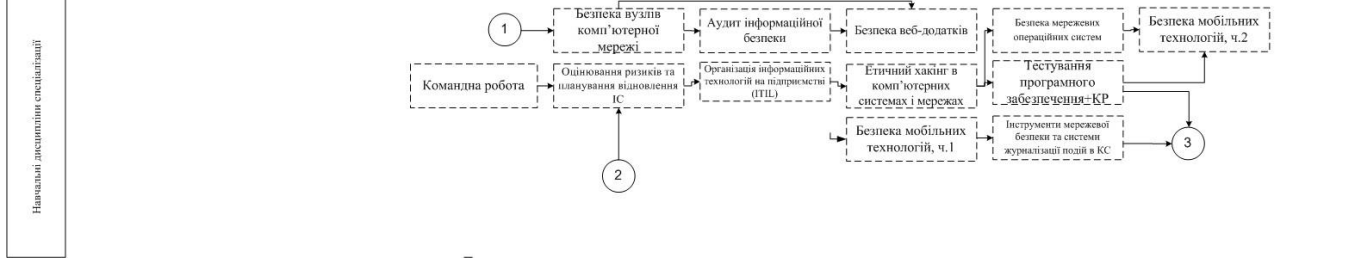 Навчальні дисципліни спеціалізації
1
Безпека вузлів
комп’ютерної
мережі
Аудит інформаційної
безпеки
Безпека веб-додатків
Безпека мережевих
операційних систем
Безпека мобільних
технологій, ч.2
Командна робота
Оцінювання ризиків та
планування відновлення
ІС
Організація інформаційних
технологій на підприємстві
(ITIL)
Етичний хакінг в
комп’ютерних
системах і мережах
Тестування
програмного
забезпечення+КР
Безпека мобільних
технологій, ч.1
Інструменти мережевої
безпеки та системи
журналізації подій в КС
3
2